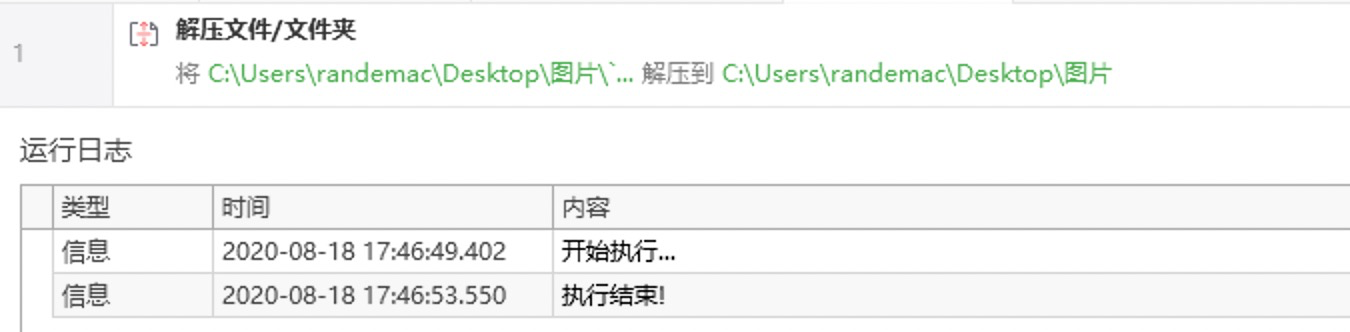 1
解压文件/文件夹
将 C:\Users\randemac\Desktop\图片\`... 解压到 C:\Users\randemac\Desktop\图片
运行日志
类型 时间 内容
信息 2020-08-18 17:46:49.402 开始执行...
信息 2020-08-18 17:46:53.550 执行结束!